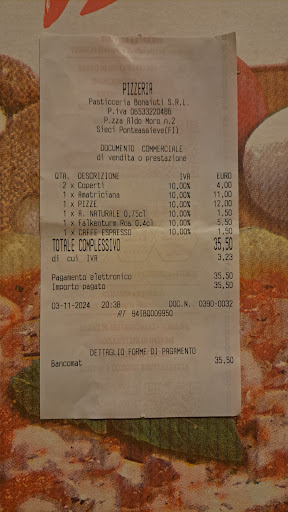 PIZZERIA
Pasticceria Bonaiuti S.R.L.
P.iva 06533220486
P.zza Aldo Moro n.2
Sieci Pontassieve(FI)
DOCUMENTO COMMERCIALE
di vendita o prestazione
QTA. DESCRIZIONE IVA EURO
2 x Coperti 10,00% 4,00
1 x Amatriciana 10,00% 11,00
1 x PIZZE 10,00% 12,00
1 x A. NATURALE 0,75cl 10,00% 1,50
1 x Falkenturm Ros 0,4cl 10,00% 5,50
1 x CAFFE ESPRESSO 10,00% 1,50
TOTALE COMPLESSIVO 35,50
di cui IVA 3,23
Pagamento elettronico 35,50
Importo pagato 35,50
03-11-2024 20:38 DOC.N. 0390-0032
RT 94IBQ009950
DETTAGLIO FORME DI PAGAMENTO
Bancomat 35,50